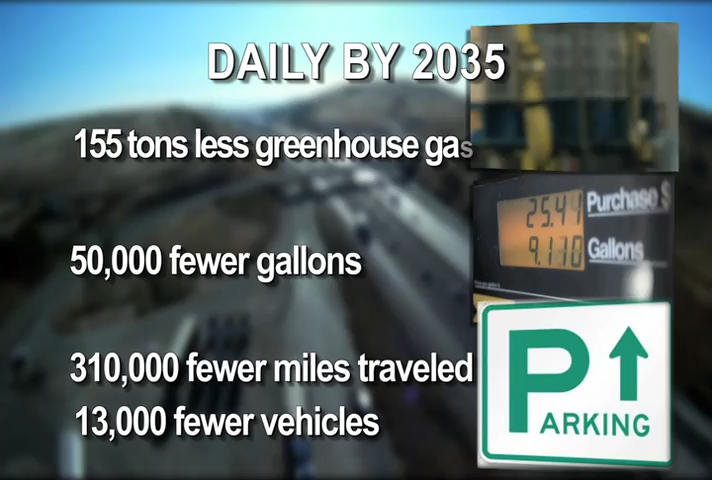 DAILY BY 2035
155 tons less greenhouse gas
25.41 Purchase $
9.170 Gallons
50,000 fewer gallons
310,000 fewer miles traveled
13,000 fewer vehicles
PARKING